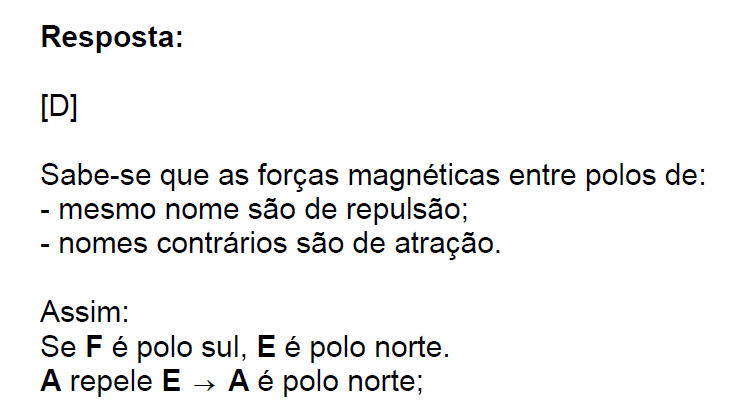 Resposta:
[D]
Sabe-se que as forças magnéticas entre polos de:
- mesmo nome são de repulsão;
- nomes contrários são de atração.
Assim:
Se F é polo sul, E é polo norte.
A repele E → A é polo norte;